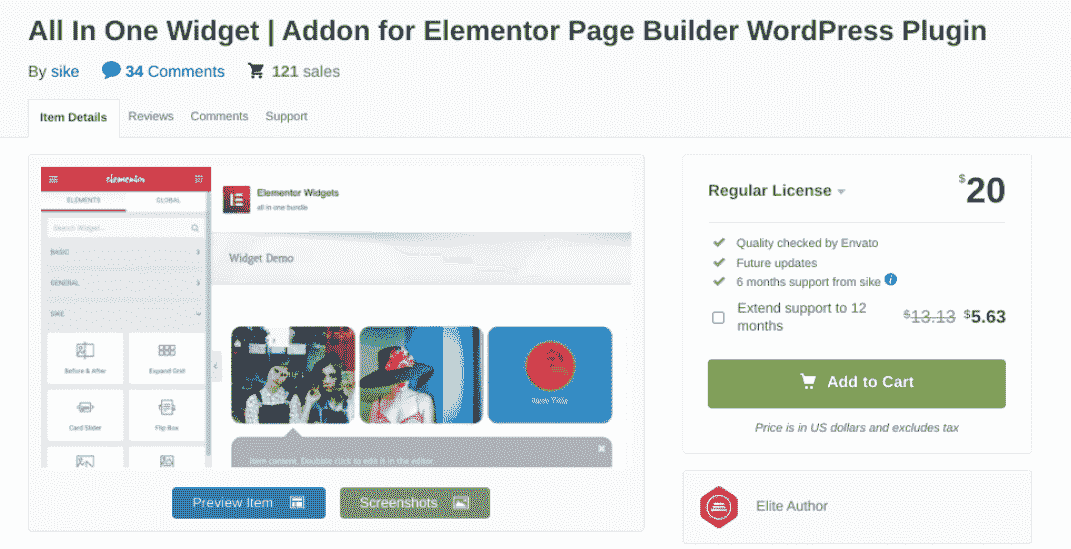 All In One Widget | Addon for Elementor Page Builder WordPress Plugin
By sike 34 Comments 121 sales
Item Details Reviews Comments Support
elementor
ELEMENTS GLOBAL
Search Widget...
BASIC
GENERAL
SIKE
Before & After Expand Grid
Card Slider Flip Box
Elementor Widgets
all in one bundle
Widget Demo
Item Title
Item content. Double click to edit it in the editor.
Preview Item
Screenshots
Regular License $20
Quality checked by Envato
Future updates
6 months support from sike
Extend support to 12
months
$13.13 $5.63
Add to Cart
Price is in US dollars and excludes tax
Elite Author